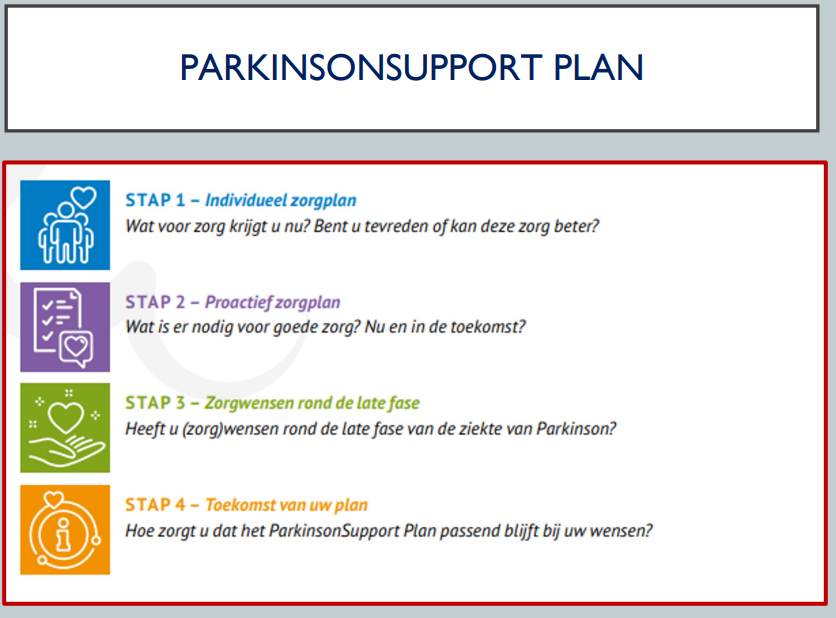 PARKINSONSUPPORT PLAN
STAP 1 – Individueel zorgplan
Wat voor zorg krijgt u nu? Bent u tevreden of kan deze zorg beter?
STAP 2 – Proactief zorgplan
Wat is er nodig voor goede zorg? Nu en in de toekomst?
STAP 3 – Zorgwensen rond de late fase
Heeft u (zorg)wensen rond de late fase van de ziekte van Parkinson?
STAP 4 – Toekomst van uw plan
Hoe zorgt u dat het ParkinsonSupport Plan passend blijft bij uw wensen?